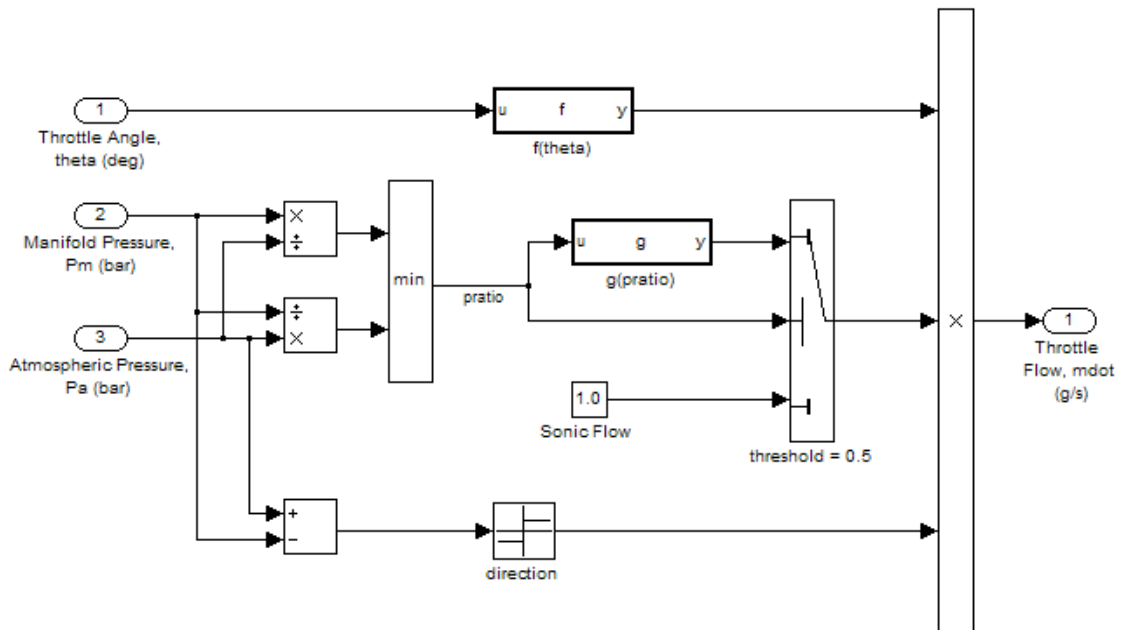 1
Throttle Angle,
theta (deg)
u f y
f(theta)
2
Manifold Pressure,
Pm (bar)
×
÷
÷
×
min
pratio
u g y
g(pratio)
3
Atmospheric Pressure,
Pa (bar)
1.0
Sonic Flow
threshold = 0.5
×
1
Throttle
Flow, mdot
(g/s)
+
−
direction